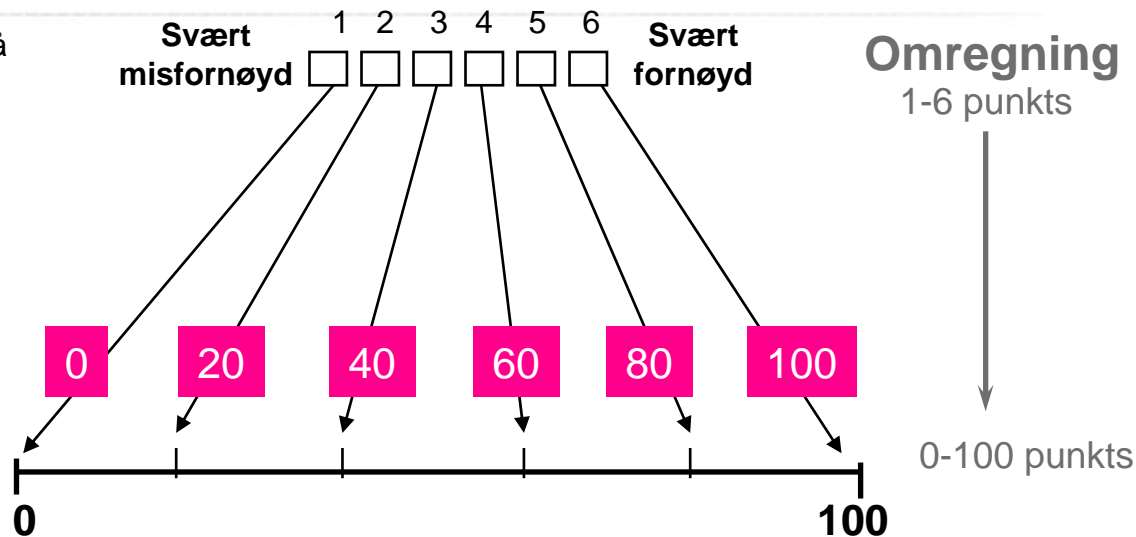 å
Svært
misfornøyd
1 2 3 4 5 6
Svært
fornøyd
Omregning
1-6 punkts
0 20 40 60 80 100
0-100 punkts
0 100